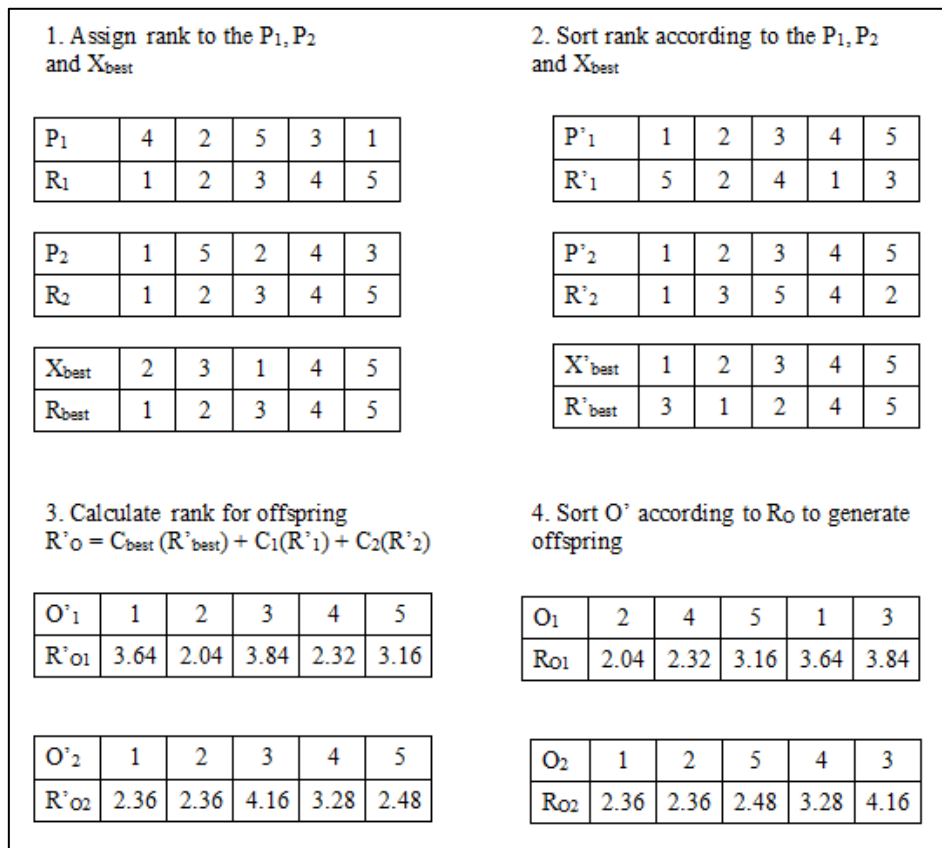 1. Assign rank to the P1, P2
and Xbest
P1 4 2 5 3 1
R1 1 2 3 4 5
P2 1 5 2 4 3
R2 1 2 3 4 5
Xbest 2 3 1 4 5
Rbest 1 2 3 4 5
2. Sort rank according to the P1, P2
and Xbest
P’1 1 2 3 4 5
R’1 5 2 4 1 3
P’2 1 2 3 4 5
R’2 1 3 5 4 2
X’best 1 2 3 4 5
R’best 3 1 2 4 5
3. Calculate rank for offspring
R’O = Cbest (R’best) + C1(R’1) + C2(R’2)
O’1 1 2 3 4 5
R’O1 3.64 2.04 3.84 2.32 3.16
O’2 1 2 3 4 5
R’O2 2.36 2.36 4.16 3.28 2.48
4. Sort O’ according to RO to generate
offspring
O1 2 4 5 1 3
RO1 2.04 2.32 3.16 3.64 3.84
O2 1 2 5 4 3
RO2 2.36 2.36 2.48 3.28 4.16